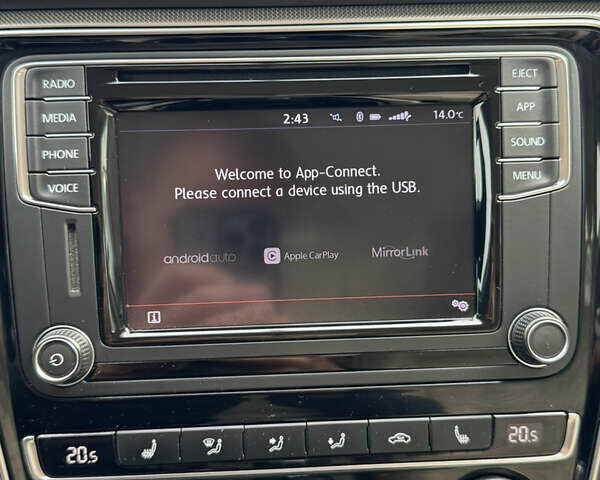 RADIO
MEDIA
PHONE
VOICE
EJECT
APP
SOUND
MENU
2:43 14.0°C
Welcome to App-Connect.
Please connect a device using the USB.
androidauto Apple CarPlay MirrorLink
20.5 20.5